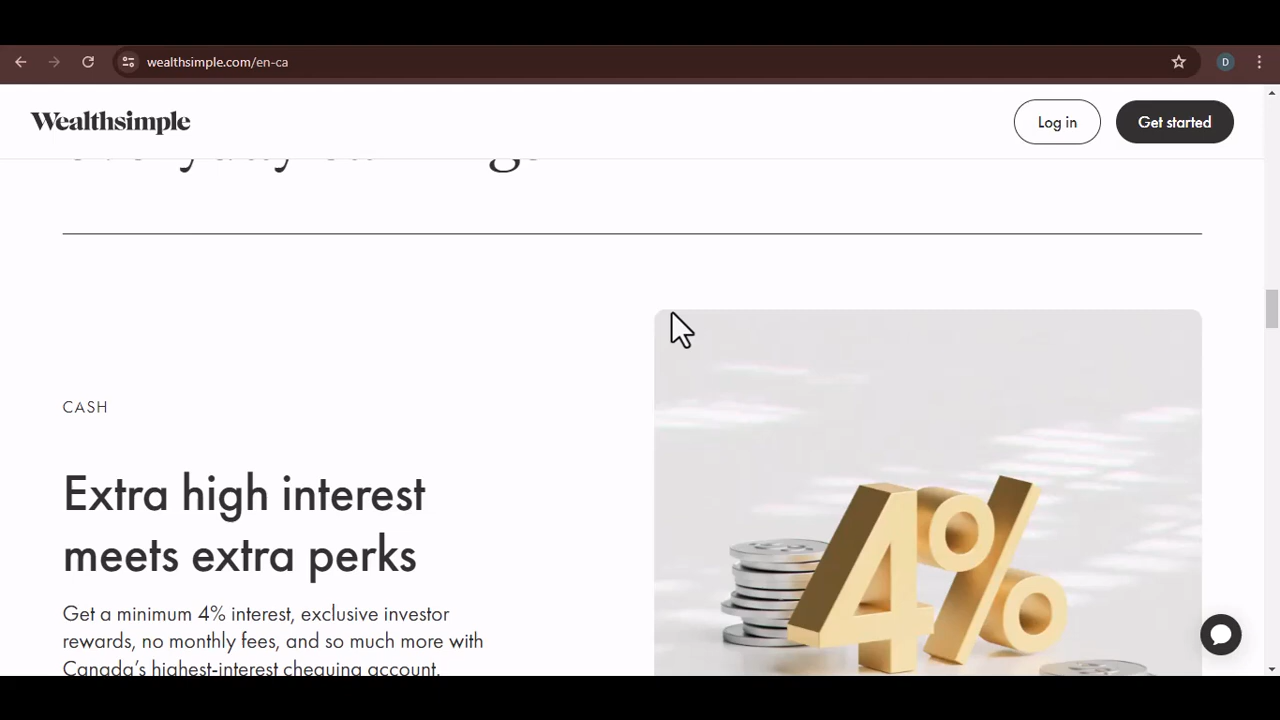 wealthsimple.com/en-ca
D
Wealthsimple
Log in
Get started
CASH
Extra high interest
meets extra perks
Get a minimum 4% interest, exclusive investor
rewards, no monthly fees, and so much more with
Canada's highest-interest chequing account.
4%